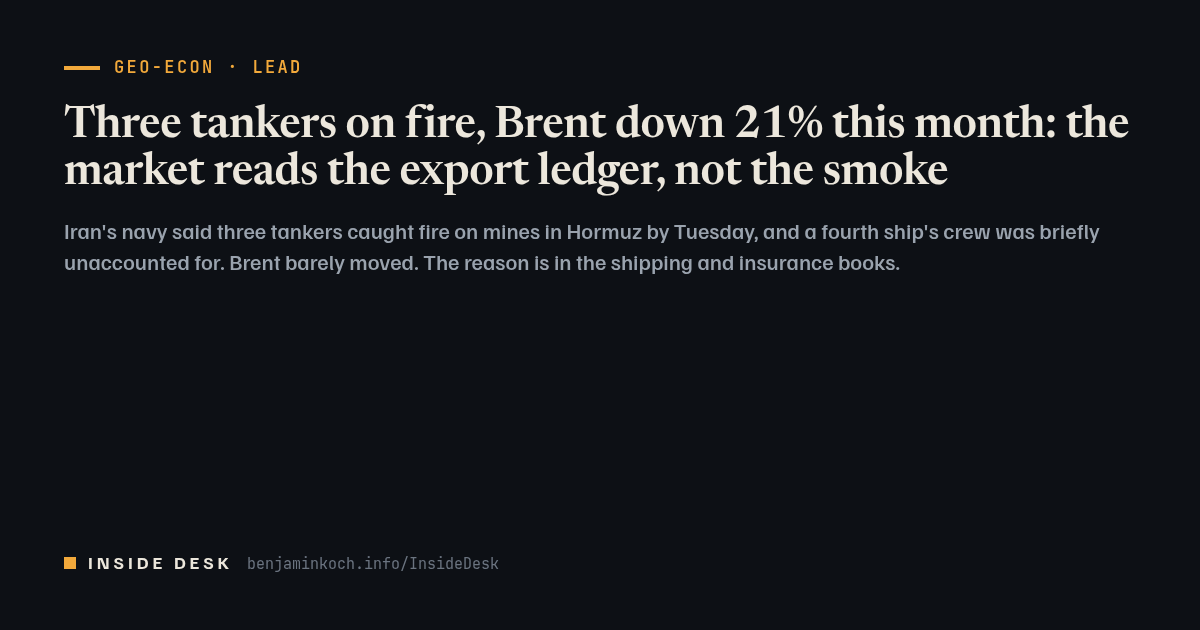 GEO-ECON · LEAD
Three tankers on fire, Brent down 21% this month: the
market reads the export ledger, not the smoke
Iran's navy said three tankers caught fire on mines in Hormuz by Tuesday, and a fourth ship's crew was briefly
unaccounted for. Brent barely moved. The reason is in the shipping and insurance books.
INSIDE DESK benjaminkoch.info/InsideDesk